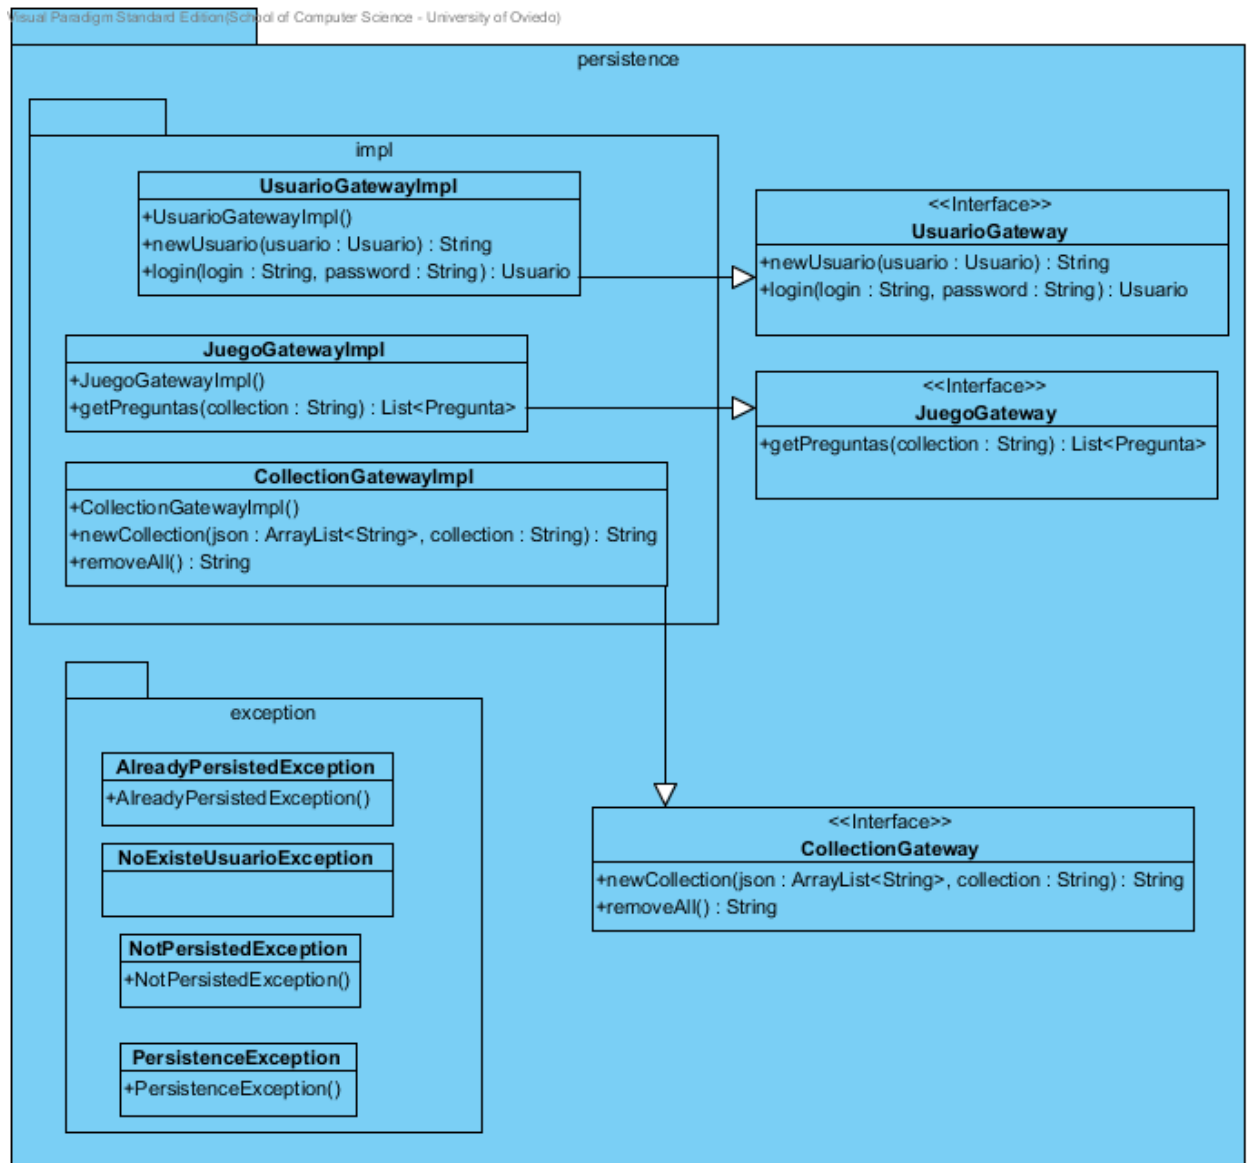 Visual Paradigm Standard Edition(School of Computer Science - University of Oviedo)
persistence
impl
UsuarioGatewayImpl
+UsuarioGatewayImpl()
+newUsuario(usuario : Usuario) : String
+login(login : String, password : String) : Usuario
<<Interface>>
UsuarioGateway
+newUsuario(usuario : Usuario) : String
+login(login : String, password : String) : Usuario
JuegoGatewayImpl
+JuegoGatewayImpl()
+getPreguntas(collection : String) : List<Pregunta>
<<Interface>>
JuegoGateway
+getPreguntas(collection : String) : List<Pregunta>
CollectionGatewayImpl
+CollectionGatewayImpl()
+newCollection(json : ArrayList<String>, collection : String) : String
+removeAll() : String
exception
AlreadyPersistedException
+AlreadyPersistedException()
NoExisteUsuarioException
NotPersistedException
+NotPersistedException()
PersistenceException
+PersistenceException()
<<Interface>>
CollectionGateway
+newCollection(json : ArrayList<String>, collection : String) : String
+removeAll() : String